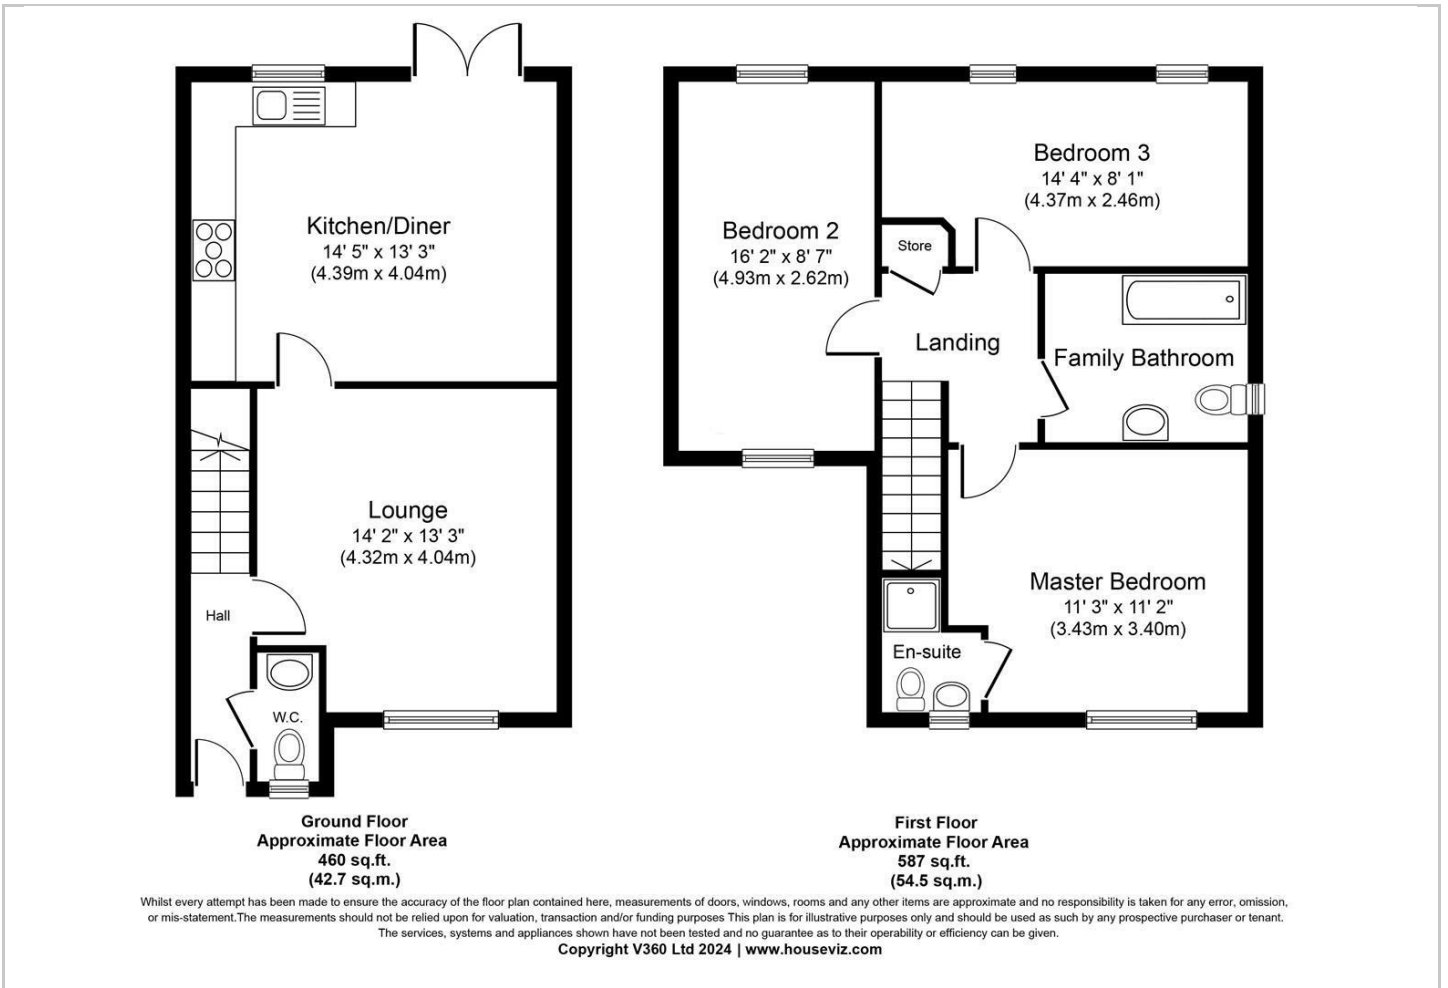 Kitchen/Diner
14' 5" x 13' 3"
(4.39m x 4.04m)
Lounge
14' 2" x 13' 3"
(4.32m x 4.04m)
Hall
W.C.
Ground Floor
Approximate Floor Area
460 sq.ft.
(42.7 sq.m.)
Bedroom 3
14' 4" x 8' 1"
(4.37m x 2.46m)
Bedroom 2
16' 2" x 8' 7"
(4.93m x 2.62m)
Store
Landing
Family Bathroom
Master Bedroom
11' 3" x 11' 2"
(3.43m x 3.40m)
En-suite
First Floor
Approximate Floor Area
587 sq.ft.
(54.5 sq.m.)
Whilst every attempt has been made to ensure the accuracy of the floor plan contained here, measurements of doors, windows, rooms and any other items are approximate and no responsibility is taken for any error, omission,
or mis-statement.The measurements should not be relied upon for valuation, transaction and/or funding purposes This plan is for illustrative purposes only and should be used as such by any prospective purchaser or tenant.
The services, systems and appliances shown have not been tested and no guarantee as to their operability or efficiency can be given.
Copyright V360 Ltd 2024 | www.houseviz.com